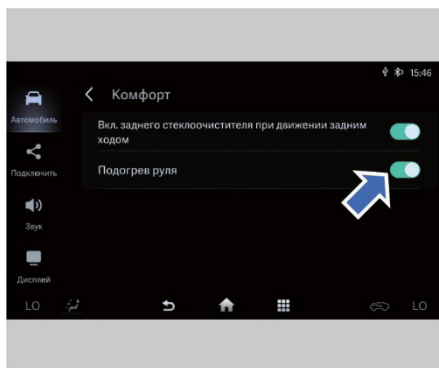 15:46
Комфорт
Автомобиль
Вкл. заднего стеклоочистителя при движении задним
ходом
Подключить
Подогрев руля
Звук
Дисплей
LO
LO